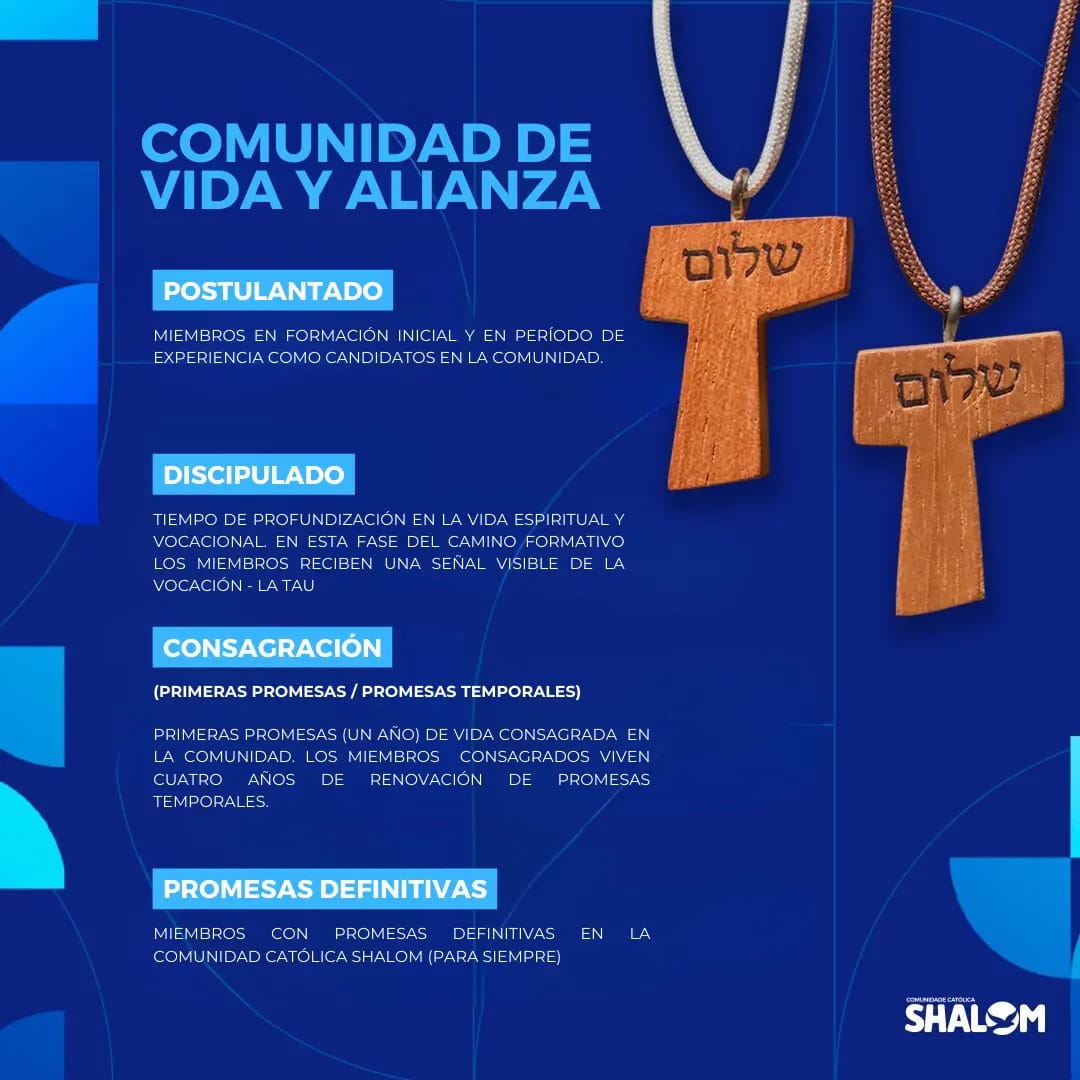 COMUNIDAD DE
VIDA Y ALIANZA
שלום
שלום
POSTULANTADO
MIEMBROS EN FORMACIÓN INICIAL Y EN PERÍODO DE
EXPERIENCIA COMO CANDIDATOS EN LA COMUNIDAD.
DISCIPULADO
TIEMPO DE PROFUNDIZACIÓN EN LA VIDA ESPIRITUAL Y
VOCACIONAL. EN ESTA FASE DEL CAMINO FORMATIVO
LOS MIEMBROS RECIBEN UNA SEÑAL VISIBLE DE LA
VOCACIÓN - LA TAU
CONSAGRACIÓN
(PRIMERAS PROMESAS / PROMESAS TEMPORALES)
PRIMERAS PROMESAS (UN AÑO) DE VIDA CONSAGRADA EN
LA COMUNIDAD. LOS MIEMBROS CONSAGRADOS VIVEN
CUATRO AÑOS DE RENOVACIÓN DE PROMESAS
TEMPORALES.
PROMESAS DEFINITIVAS
MIEMBROS CON PROMESAS DEFINITIVAS EN LA
COMUNIDAD CATÓLICA SHALOM (PARA SIEMPRE)
COMUNIDADE CATÓLICA
SHALOM